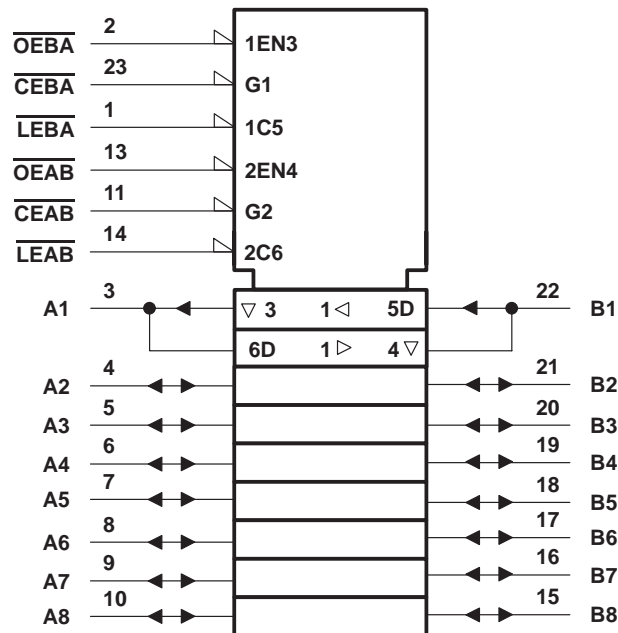 OEBA 2 1EN3
CEBA 23 G1
LEBA 1 1C5
OEAB 13 2EN4
CEAB 11 G2
LEAB 14 2C6
A1 3 ▽ 3 1 ◁ 5D 22 B1
6D 1 ▷ 4 ▽
A2 4 21 B2
A3 5 20 B3
A4 6 19 B4
A5 7 18 B5
A6 8 17 B6
A7 9 16 B7
A8 10 15 B8